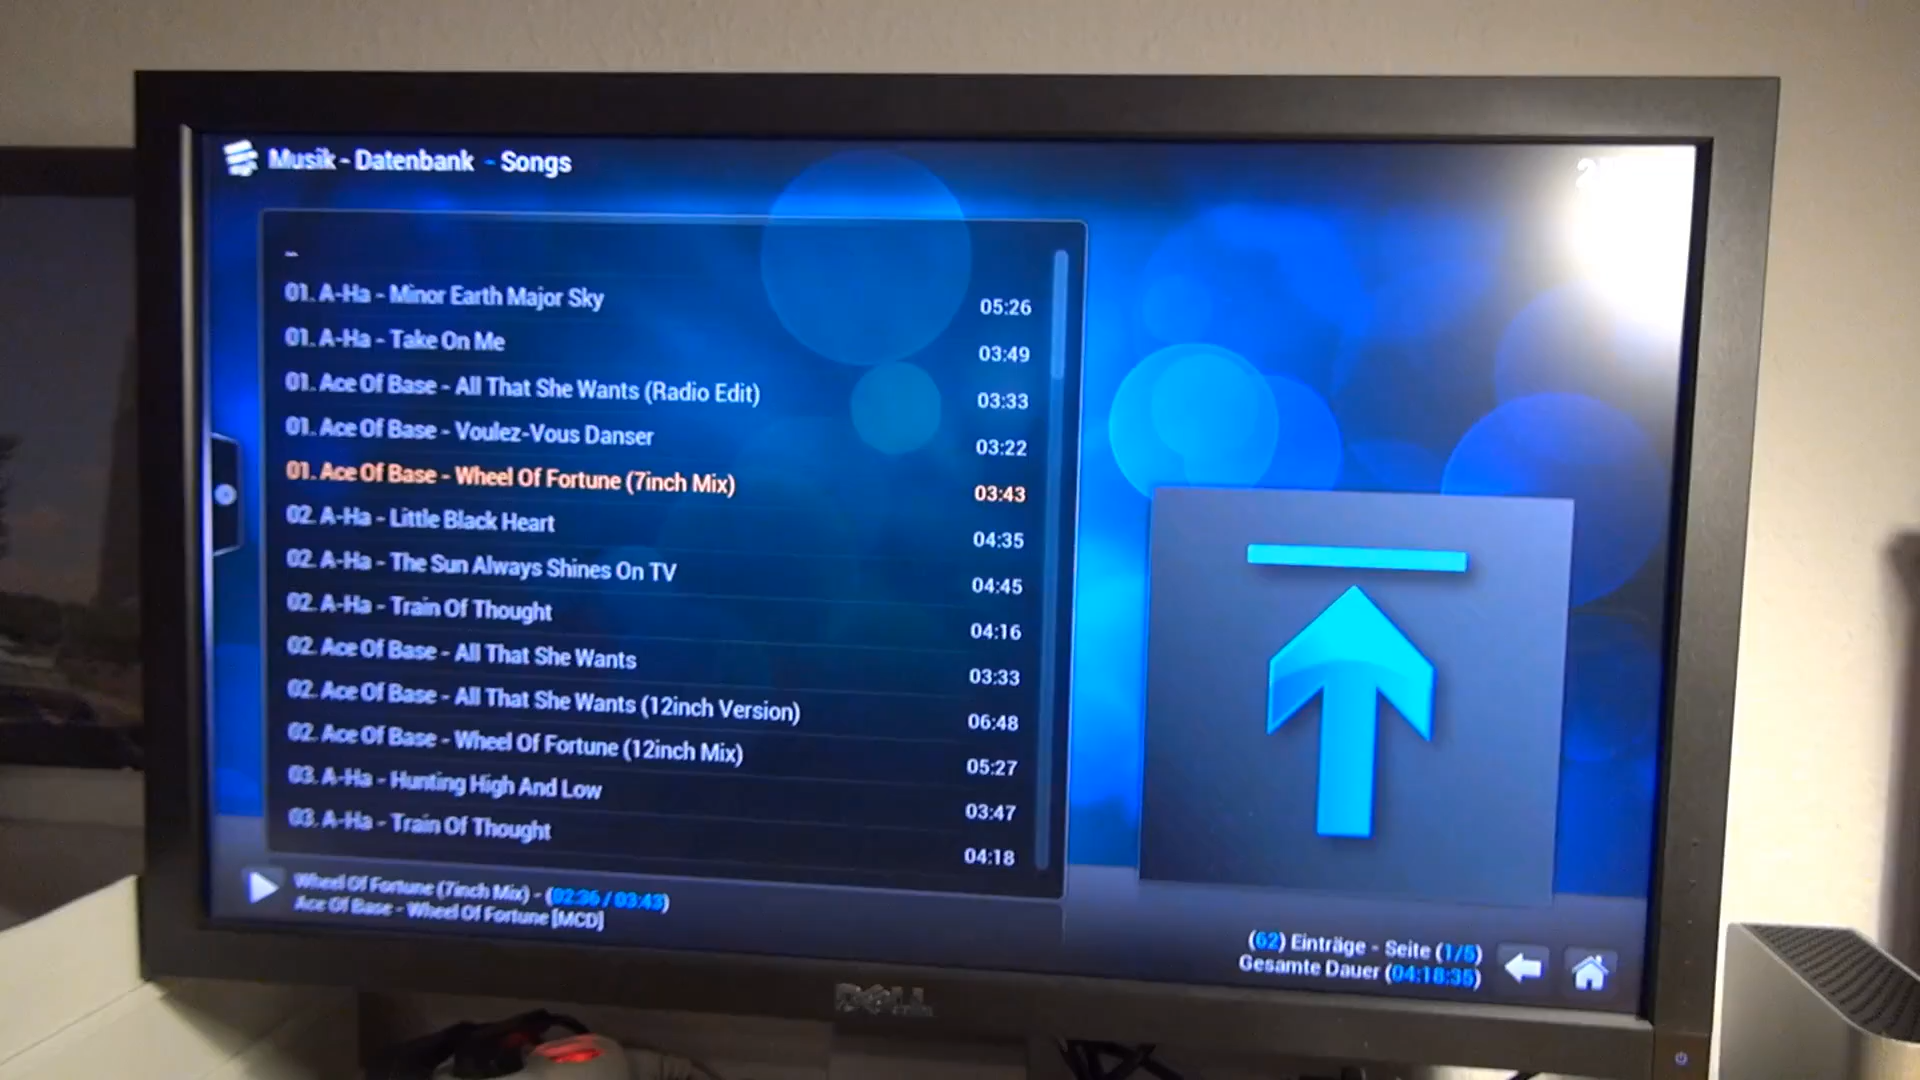 Musik - Datenbank - Songs
..
01. A-Ha - Minor Earth Major Sky 05:26
01. A-Ha - Take On Me 03:49
01. Ace Of Base - All That She Wants (Radio Edit) 03:33
01. Ace Of Base - Voulez-Vous Danser 03:22
01. Ace Of Base - Wheel Of Fortune (7inch Mix) 03:43
02. A-Ha - Little Black Heart 04:35
02. A-Ha - The Sun Always Shines On TV 04:45
02. A-Ha - Train Of Thought 04:16
02. Ace Of Base - All That She Wants 03:33
02. Ace Of Base - All That She Wants (12inch Version) 06:48
02. Ace Of Base - Wheel Of Fortune (12inch Mix) 05:27
03. A-Ha - Hunting High And Low 03:47
03. A-Ha - Train Of Thought 04:18
Wheel Of Fortune (7inch Mix) - (02:36 / 03:43)
Ace Of Base - Wheel Of Fortune [MCD]
(62) Einträge - Seite (1/5)
Gesamte Dauer (04:18:35)
DELL